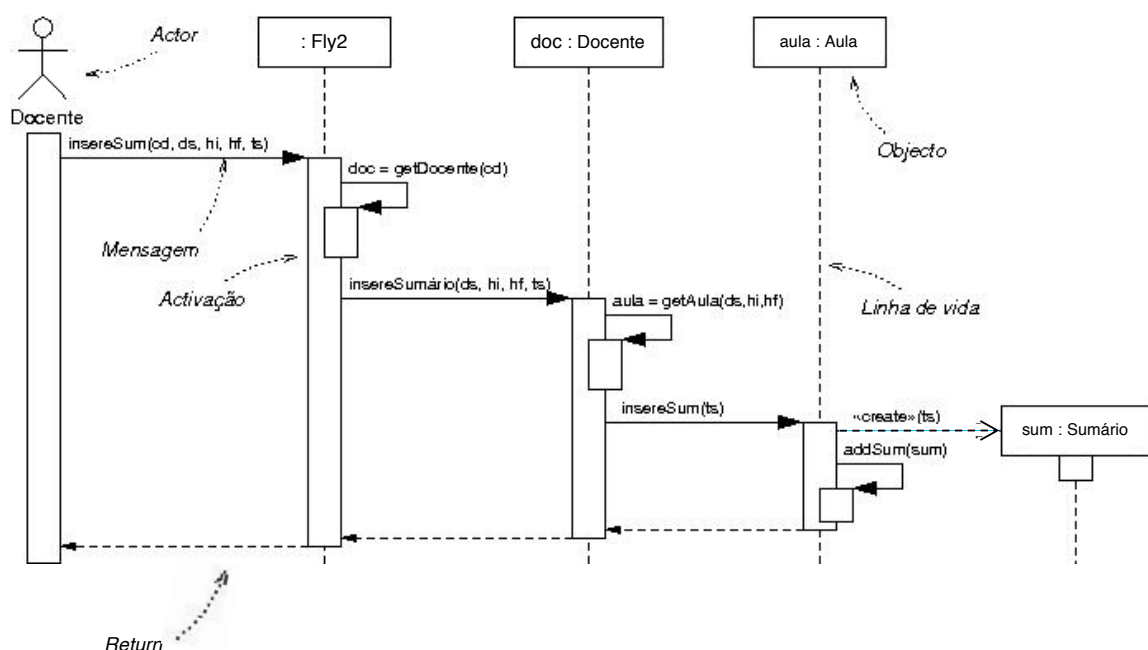 Actor
: Fly2
doc : Docente
aula : Aula
Docente
insereSum(cd, ds, hi, hf, ts)
doc = getDocente(cd)
Objecto
Mensagem
Activação
insereSumário(ds, hi, hf, ts)
aula = getAula(ds,hi,hf)
Linha de vida
insereSum(ts)
«create»(ts)
sum : Sumário
addSum(sum)
Return